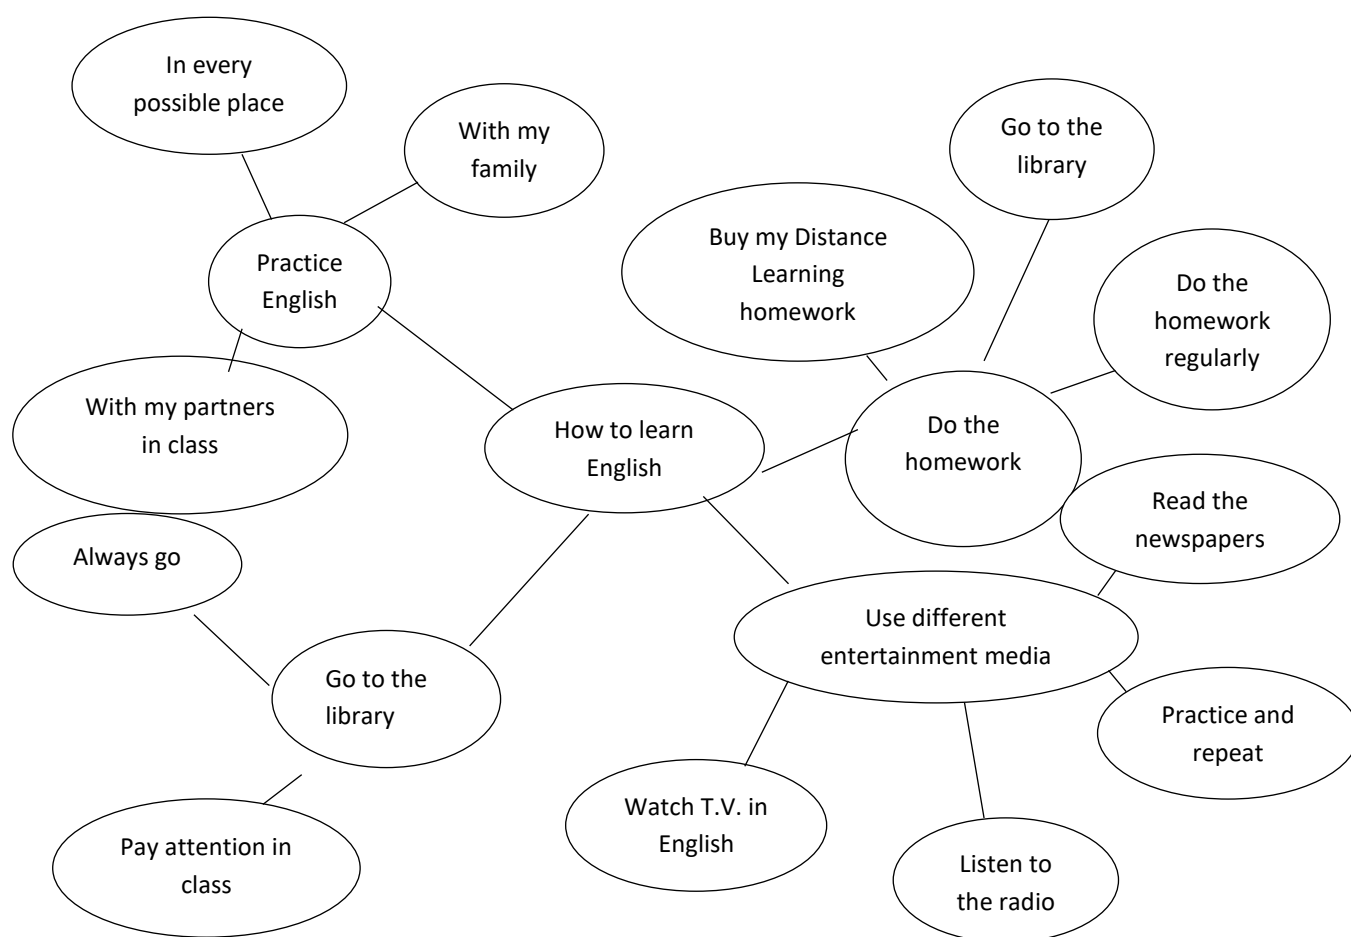 In every
possible place
With my
family
Go to the
library
Buy my Distance
Learning
homework
Practice
English
Do the
homework
regularly
With my partners
in class
How to learn
English
Do the
homework
Read the
newspapers
Always go
Use different
entertainment media
Go to the
library
Practice and
repeat
Watch T.V. in
English
Pay attention in
class
Listen to
the radio